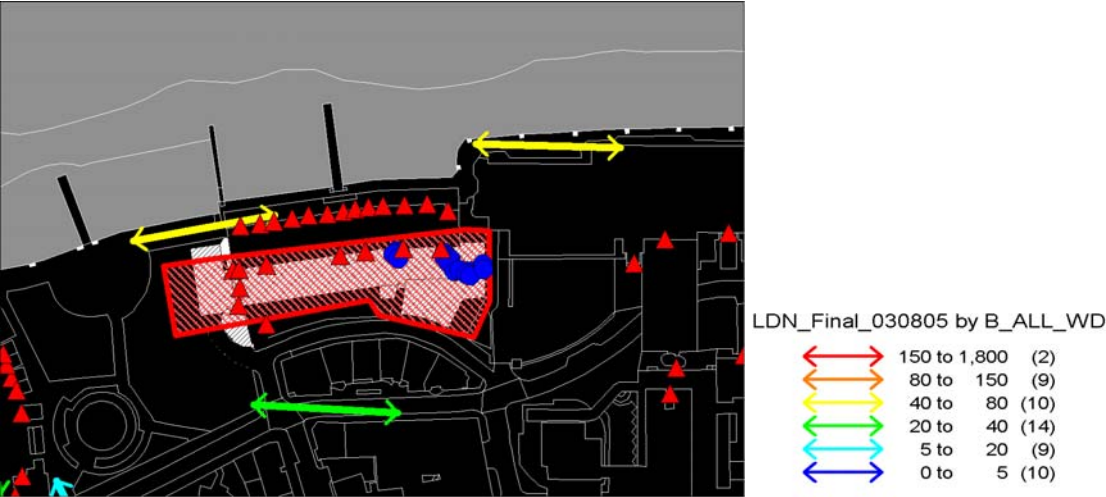 LDN_Final_030805 by B_ALL_WD
150 to 1,800 (2)
80 to 150 (9)
40 to 80 (10)
20 to 40 (14)
5 to 20 (9)
0 to 5 (10)